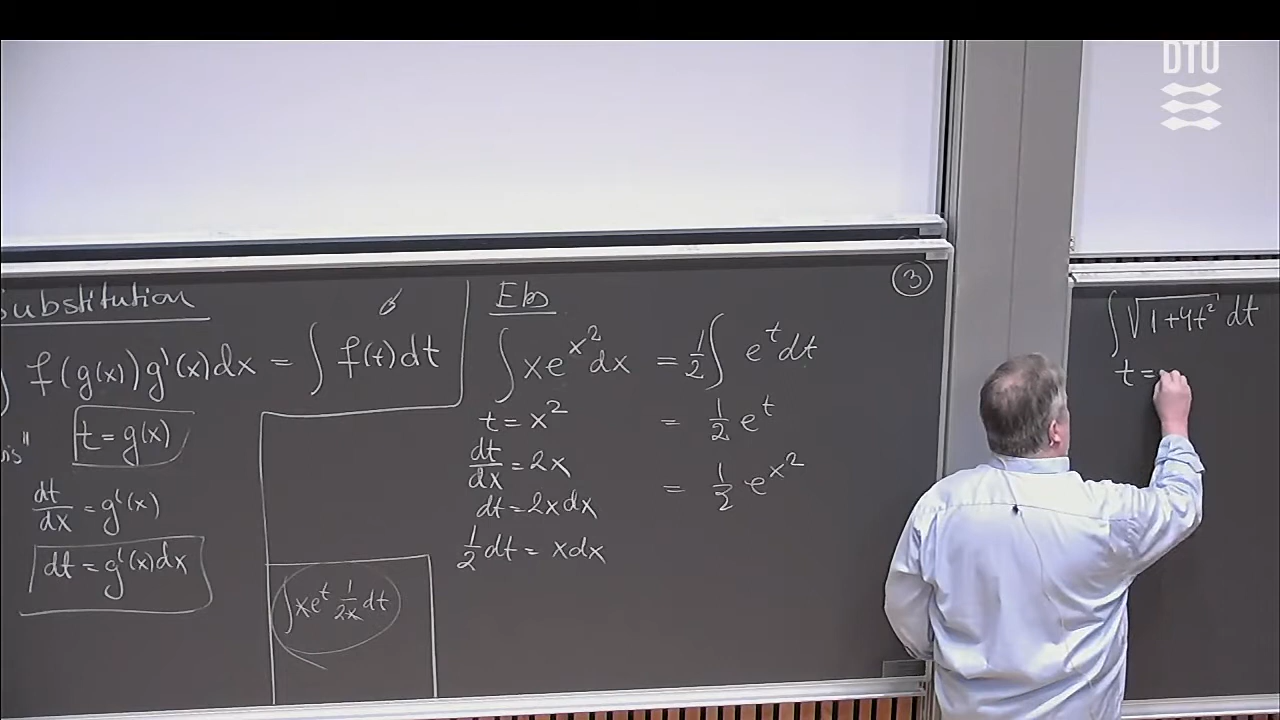 DTU
Substitution
∫ f(g(x))g'(x)dx = ∫ f(t)dt
t = g(x)
dt/dx = g'(x)
dt = g'(x)dx
∫xe^t 1/2x dt
Eks
③
∫ xe^x² dx = 1/2 ∫ e^t dt
t = x² = 1/2 e^t
dt/dx = 2x = 1/2 e^x²
dt = 2xdx
1/2 dt = xdx
∫ √1+4t² dt
t =